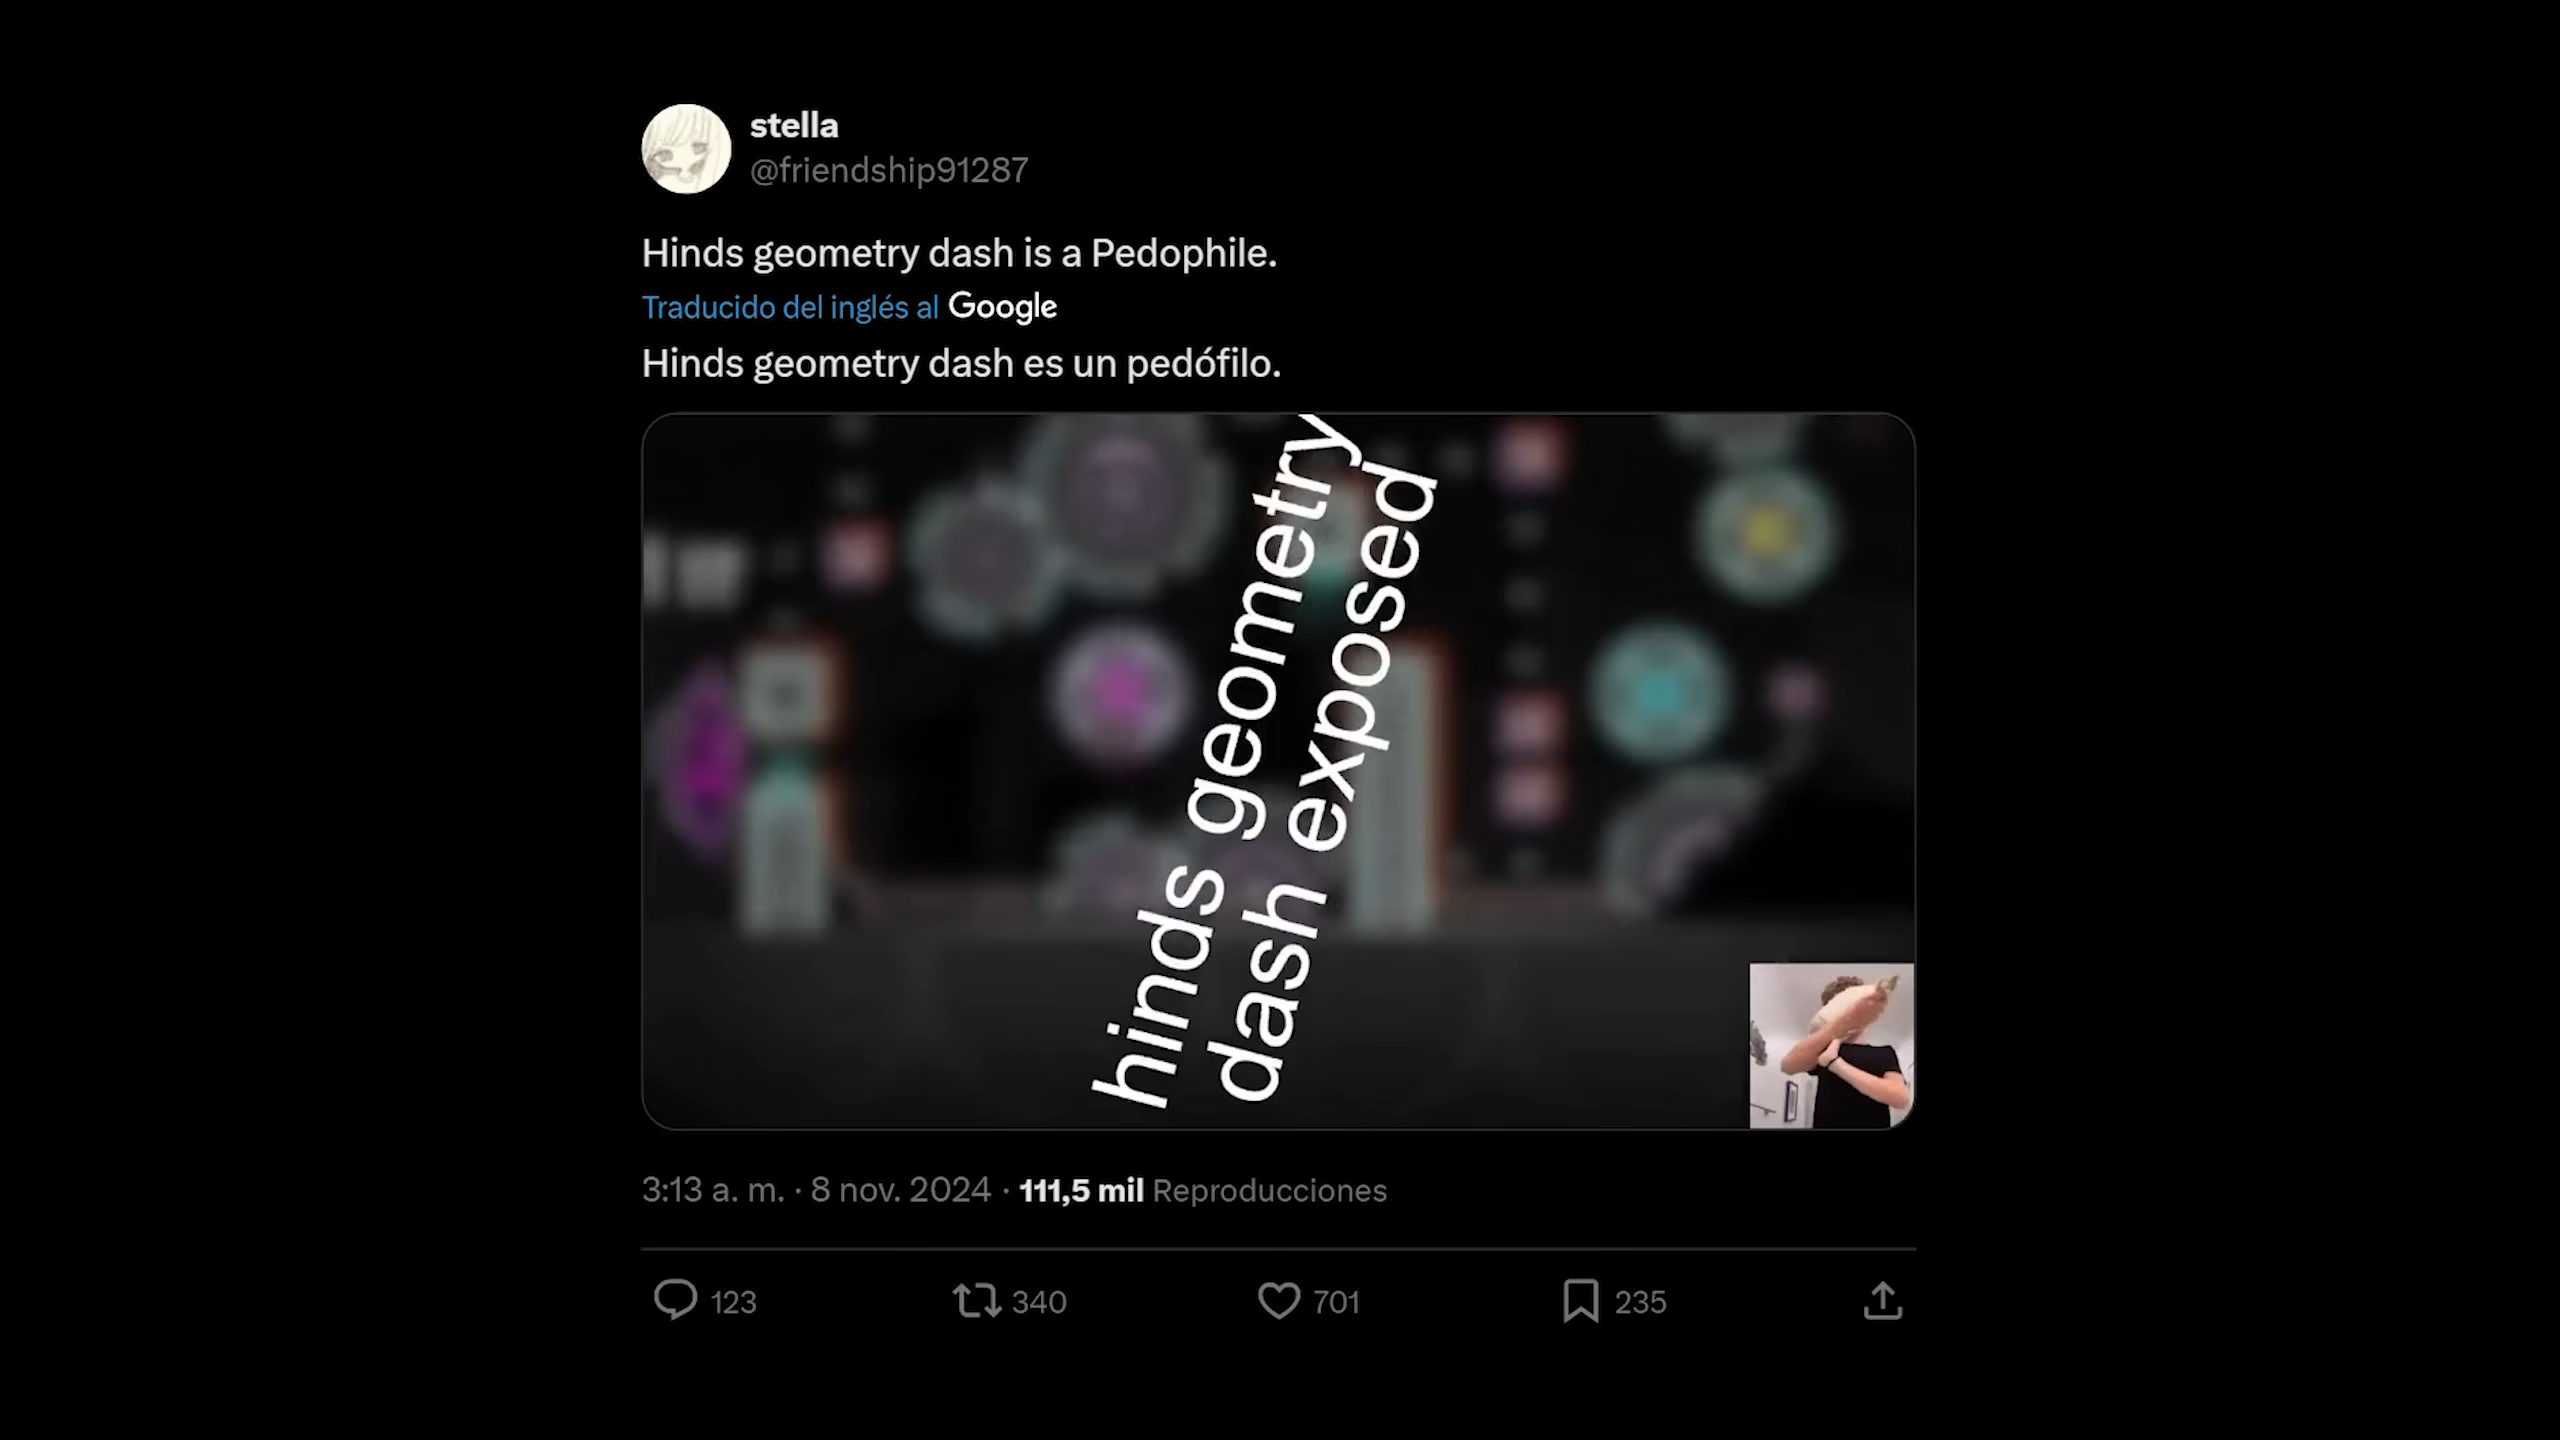 stella
@friendship91287
Hinds geometry dash is a Pedophile.
Traducido del inglés al Google
Hinds geometry dash es un pedófilo.
hinds geometry
dash exposed
3:13 a. m. · 8 nov. 2024 · 111,5 mil Reproducciones
123 340 701 235